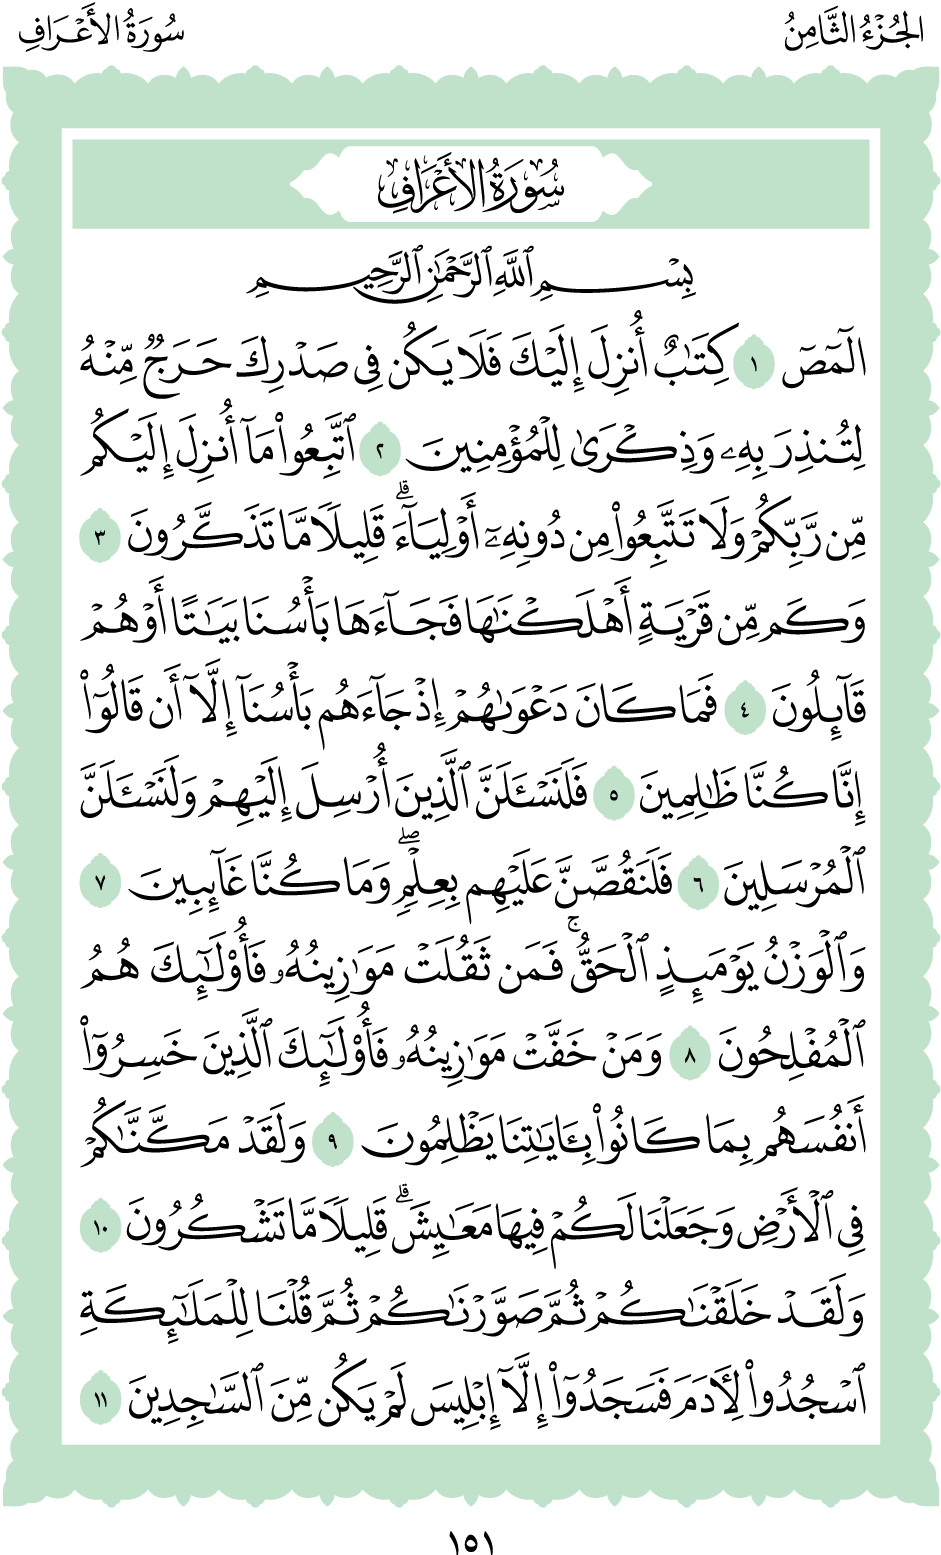 الجُزْءُ الثَّامِنُ سُورَةُ الأَعْرَافِ
سُورَةُ الأَعْرَافِ
بِسْمِ ٱللَّهِ ٱلرَّحْمَٰنِ ٱلرَّحِيمِ
الٓمٓصٓ ١ كِتَٰبٌ أُنزِلَ إِلَيْكَ فَلَا يَكُن فِى صَدْرِكَ حَرَجٌ مِّنْهُ
لِتُنذِرَ بِهِۦ وَذِكْرَىٰ لِلْمُؤْمِنِينَ ٢ ٱتَّبِعُوا۟ مَآ أُنزِلَ إِلَيْكُم
مِّن رَّبِّكُمْ وَلَا تَتَّبِعُوا۟ مِن دُونِهِۦٓ أَوْلِيَآءَۗ قَلِيلًا مَّا تَذَكَّرُونَ ٣
وَكَم مِّن قَرْيَةٍ أَهْلَكْنَٰهَا فَجَآءَهَا بَأْسُنَا بَيَٰتًا أَوْ هُمْ
قَآئِلُونَ ٤ فَمَا كَانَ دَعْوَىٰهُمْ إِذْ جَآءَهُم بَأْسُنَآ إِلَّآ أَن قَالُوٓا۟
إِنَّا كُنَّا ظَٰلِمِينَ ٥ فَلَنَسْـَٔلَنَّ ٱلَّذِينَ أُرْسِلَ إِلَيْهِمْ وَلَنَسْـَٔلَنَّ
ٱلْمُرْسَلِينَ ٦ فَلَنَقُصَّنَّ عَلَيْهِم بِعِلْمٍۖ وَمَا كُنَّا غَآئِبِينَ ٧
وَٱلْوَزْنُ يَوْمَئِذٍ ٱلْحَقُّۚ فَمَن ثَقُلَتْ مَوَٰزِينُهُۥ فَأُو۟لَٰٓئِكَ هُمُ
ٱلْمُفْلِحُونَ ٨ وَمَنْ خَفَّتْ مَوَٰزِينُهُۥ فَأُو۟لَٰٓئِكَ ٱلَّذِينَ خَسِرُوٓا۟
أَنفُسَهُم بِمَا كَانُوا۟ بِـَٔايَٰتِنَا يَظْلِمُونَ ٩ وَلَقَدْ مَكَّنَّٰكُمْ
فِى ٱلْأَرْضِ وَجَعَلْنَا لَكُمْ فِيهَا مَعَٰيِشَۗ قَلِيلًا مَّا تَشْكُرُونَ ١٠
وَلَقَدْ خَلَقْنَٰكُمْ ثُمَّ صَوَّرْنَٰكُمْ ثُمَّ قُلْنَا لِلْمَلَٰٓئِكَةِ
ٱسْجُدُوا۟ لِـَٔادَمَ فَسَجَدُوٓا۟ إِلَّآ إِبْلِيسَ لَمْ يَكُن مِّنَ ٱلسَّٰجِدِينَ ١١
١٥١